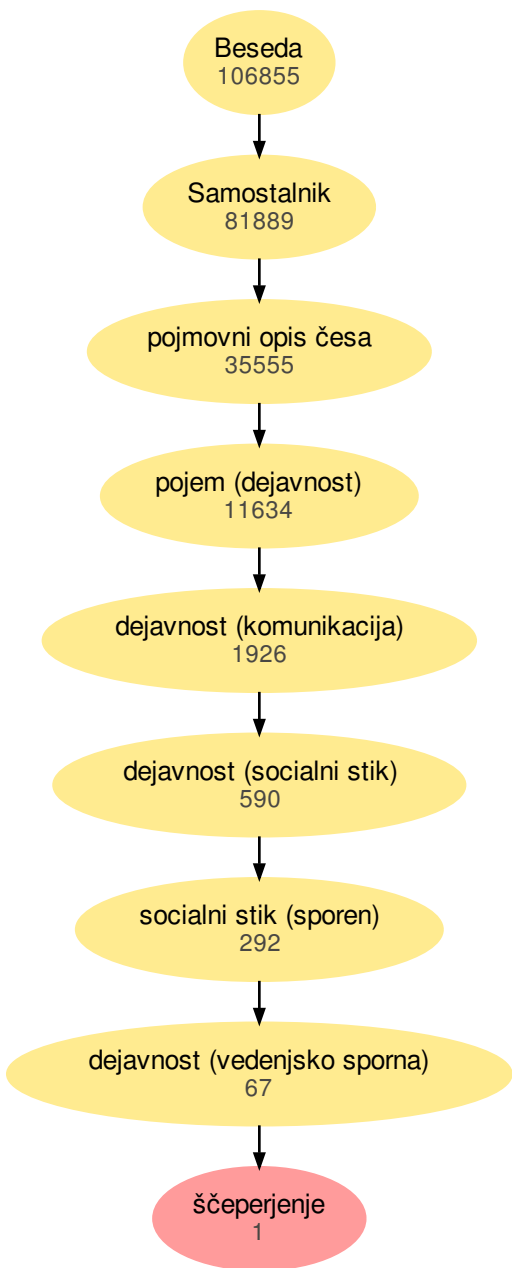 Beseda
106855
Samostalnik
81889
pojmovni opis česa
35555
pojem (dejavnost)
11634
dejavnost (komunikacija)
1926
dejavnost (socialni stik)
590
socialni stik (sporen)
292
dejavnost (vedenjsko sporna)
67
ščeperjenje
1